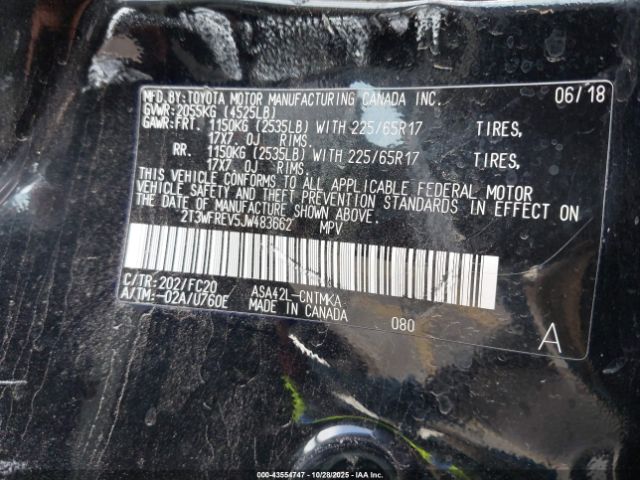 MFD.BY:TOYOTA MOTOR MANUFACTURING CANADA INC. 06/18
GVWR:2055KG (4525LB)
GAWR:FRT. 1150KG (2535LB) WITH 225/65R17 TIRES,
17X7.0J RIMS.
RR. 1150KG (2535LB) WITH 225/65R17 TIRES,
17X7.0J RIMS.
THIS VEHICLE CONFORMS TO ALL APPLICABLE FEDERAL MOTOR
VEHICLE SAFETY AND THEFT PREVENTION STANDARDS IN EFFECT ON
THE DATE OF MANUFACTURE SHOWN ABOVE.
2T3WFREV5JW483662 MPV
C/TR:202/FC20 ASA42L-CNTMKA
A/TM:-02A/U760E MADE IN CANADA 080 A
000-43554747 - 10/28/2025 - IAA Inc.